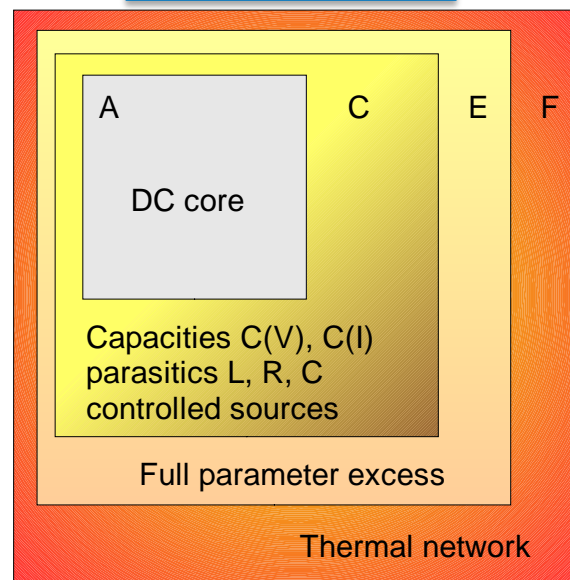 A C E F
DC core
Capacities C(V), C(I)
parasitics L, R, C
controlled sources
Full parameter excess
Thermal network